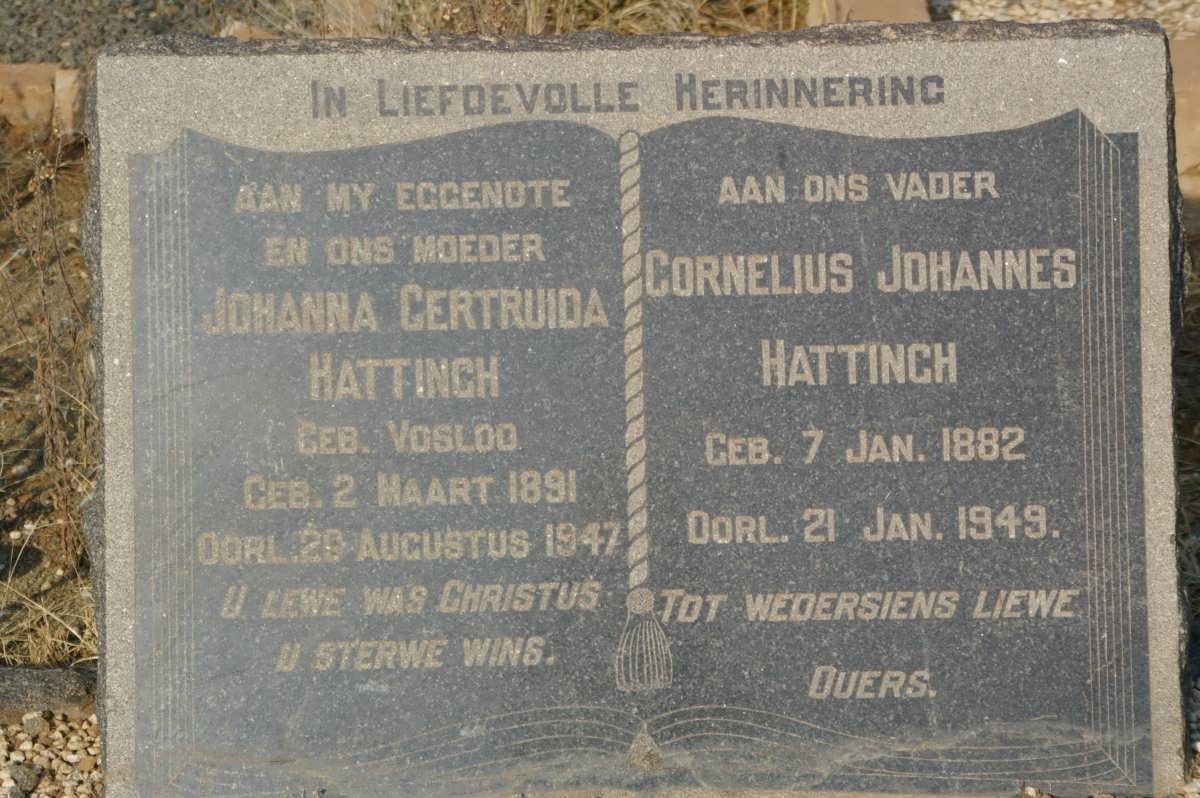 IN LIEFDEVOLLE HERINNERING
AAN MY EGGENOTE
EN ONS MOEDER
JOHANNA GERTRUIDA
HATTINGH
GEB. VOSLOO
GEB. 2 MAART 1891
OORL. 26 AUGUSTUS 1947
U LEWE WAS CHRISTUS
U STERWE WINS.
AAN ONS VADER
CORNELIUS JOHANNES
HATTINGH
GEB. 7 JAN. 1882
OORL. 21 JAN. 1949.
TOT WEDERSIENS LIEWE
OUERS.